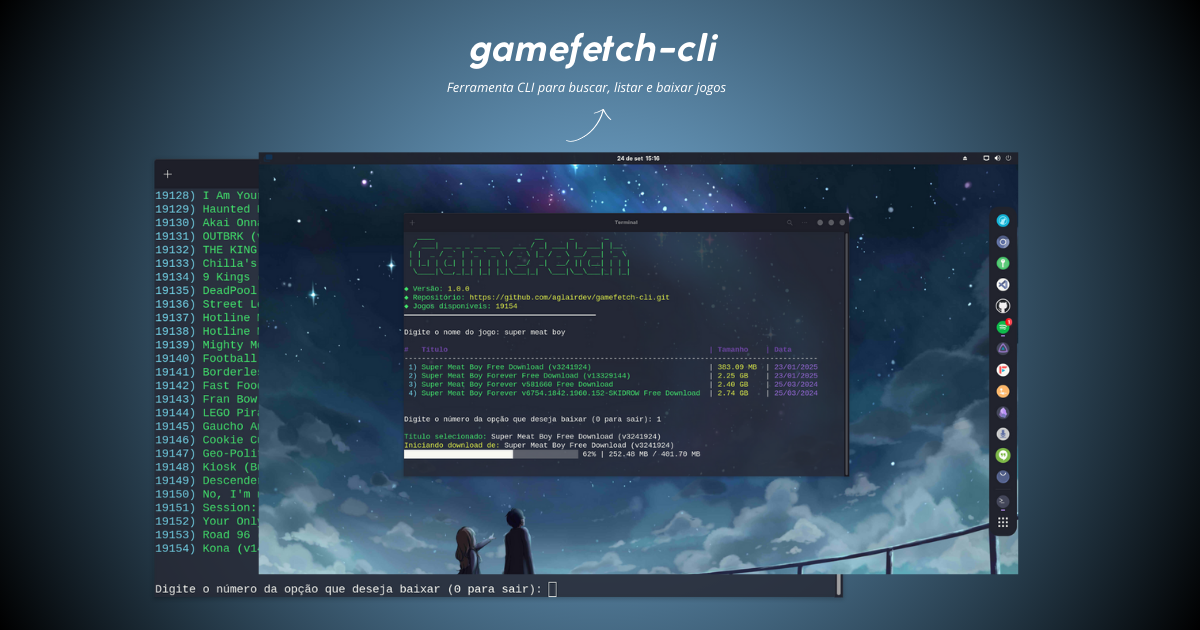 gamefetch-cli
Ferramenta CLI para buscar, listar e baixar jogos
24 de set 15:16
Terminal
Gamefetch
◆ Versão: 1.0.0
◆ Repositório: https://github.com/aglairdev/gamefetch-cli.git
◆ Jogos disponíveis: 19154
Digite o nome do jogo: super meat boy
# Título | Tamanho | Data
1) Super Meat Boy Free Download (v3241924) | 383.09 MB | 23/01/2025
2) Super Meat Boy Forever Free Download (v13329144) | 2.25 GB | 23/01/2025
3) Super Meat Boy Forever v581660 Free Download | 2.40 GB | 25/03/2024
4) Super Meat Boy Forever v6754.1842.1960.152-SKIDROW Free Download | 2.74 GB | 25/03/2024
Digite o número da opção que deseja baixar (0 para sair): 1
Título selecionado: Super Meat Boy Free Download (v3241924)
Iniciando download de: Super Meat Boy Free Download (v3241924)
62% | 252.48 MB / 401.70 MB
19128) I Am You
19129) Haunted
19130) Akai Onn
19131) OUTBRK (
19132) THE KING
19133) Chilla's
19134) 9 Kings
19135) DeadPool
19136) Street L
19137) Hotline
19138) Hotline
19139) Mighty M
19140) Football
19141) Borderle
19142) Fast Foo
19143) Fran Bow
19144) LEGO Pir
19145) Gaucho A
19146) Cookie C
19147) Geo-Poli
19148) Kiosk (B
19149) Descende
19150) No, I'm
19151) Session:
19152) Your Onl
19153) Road 96
19154) Kona (v1
Digite o número da opção que deseja baixar (0 para sair):